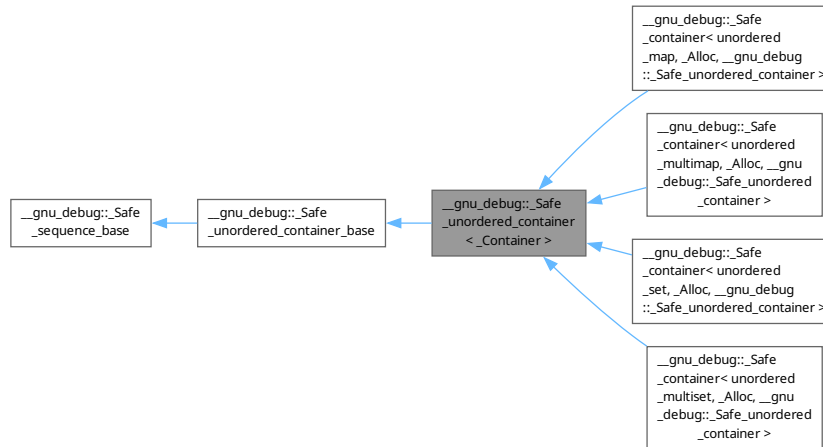 __gnu_debug::_Safe
_sequence_base
__gnu_debug::_Safe
_unordered_container_base
__gnu_debug::_Safe
_unordered_container
< _Container >
__gnu_debug::_Safe
_container< unordered
_map, _Alloc, __gnu_debug
::_Safe_unordered_container >
__gnu_debug::_Safe
_container< unordered
_multimap, _Alloc, __gnu
_debug::_Safe_unordered
_container >
__gnu_debug::_Safe
_container< unordered
_set, _Alloc, __gnu_debug
::_Safe_unordered_container >
__gnu_debug::_Safe
_container< unordered
_multiset, _Alloc, __gnu
_debug::_Safe_unordered
_container >